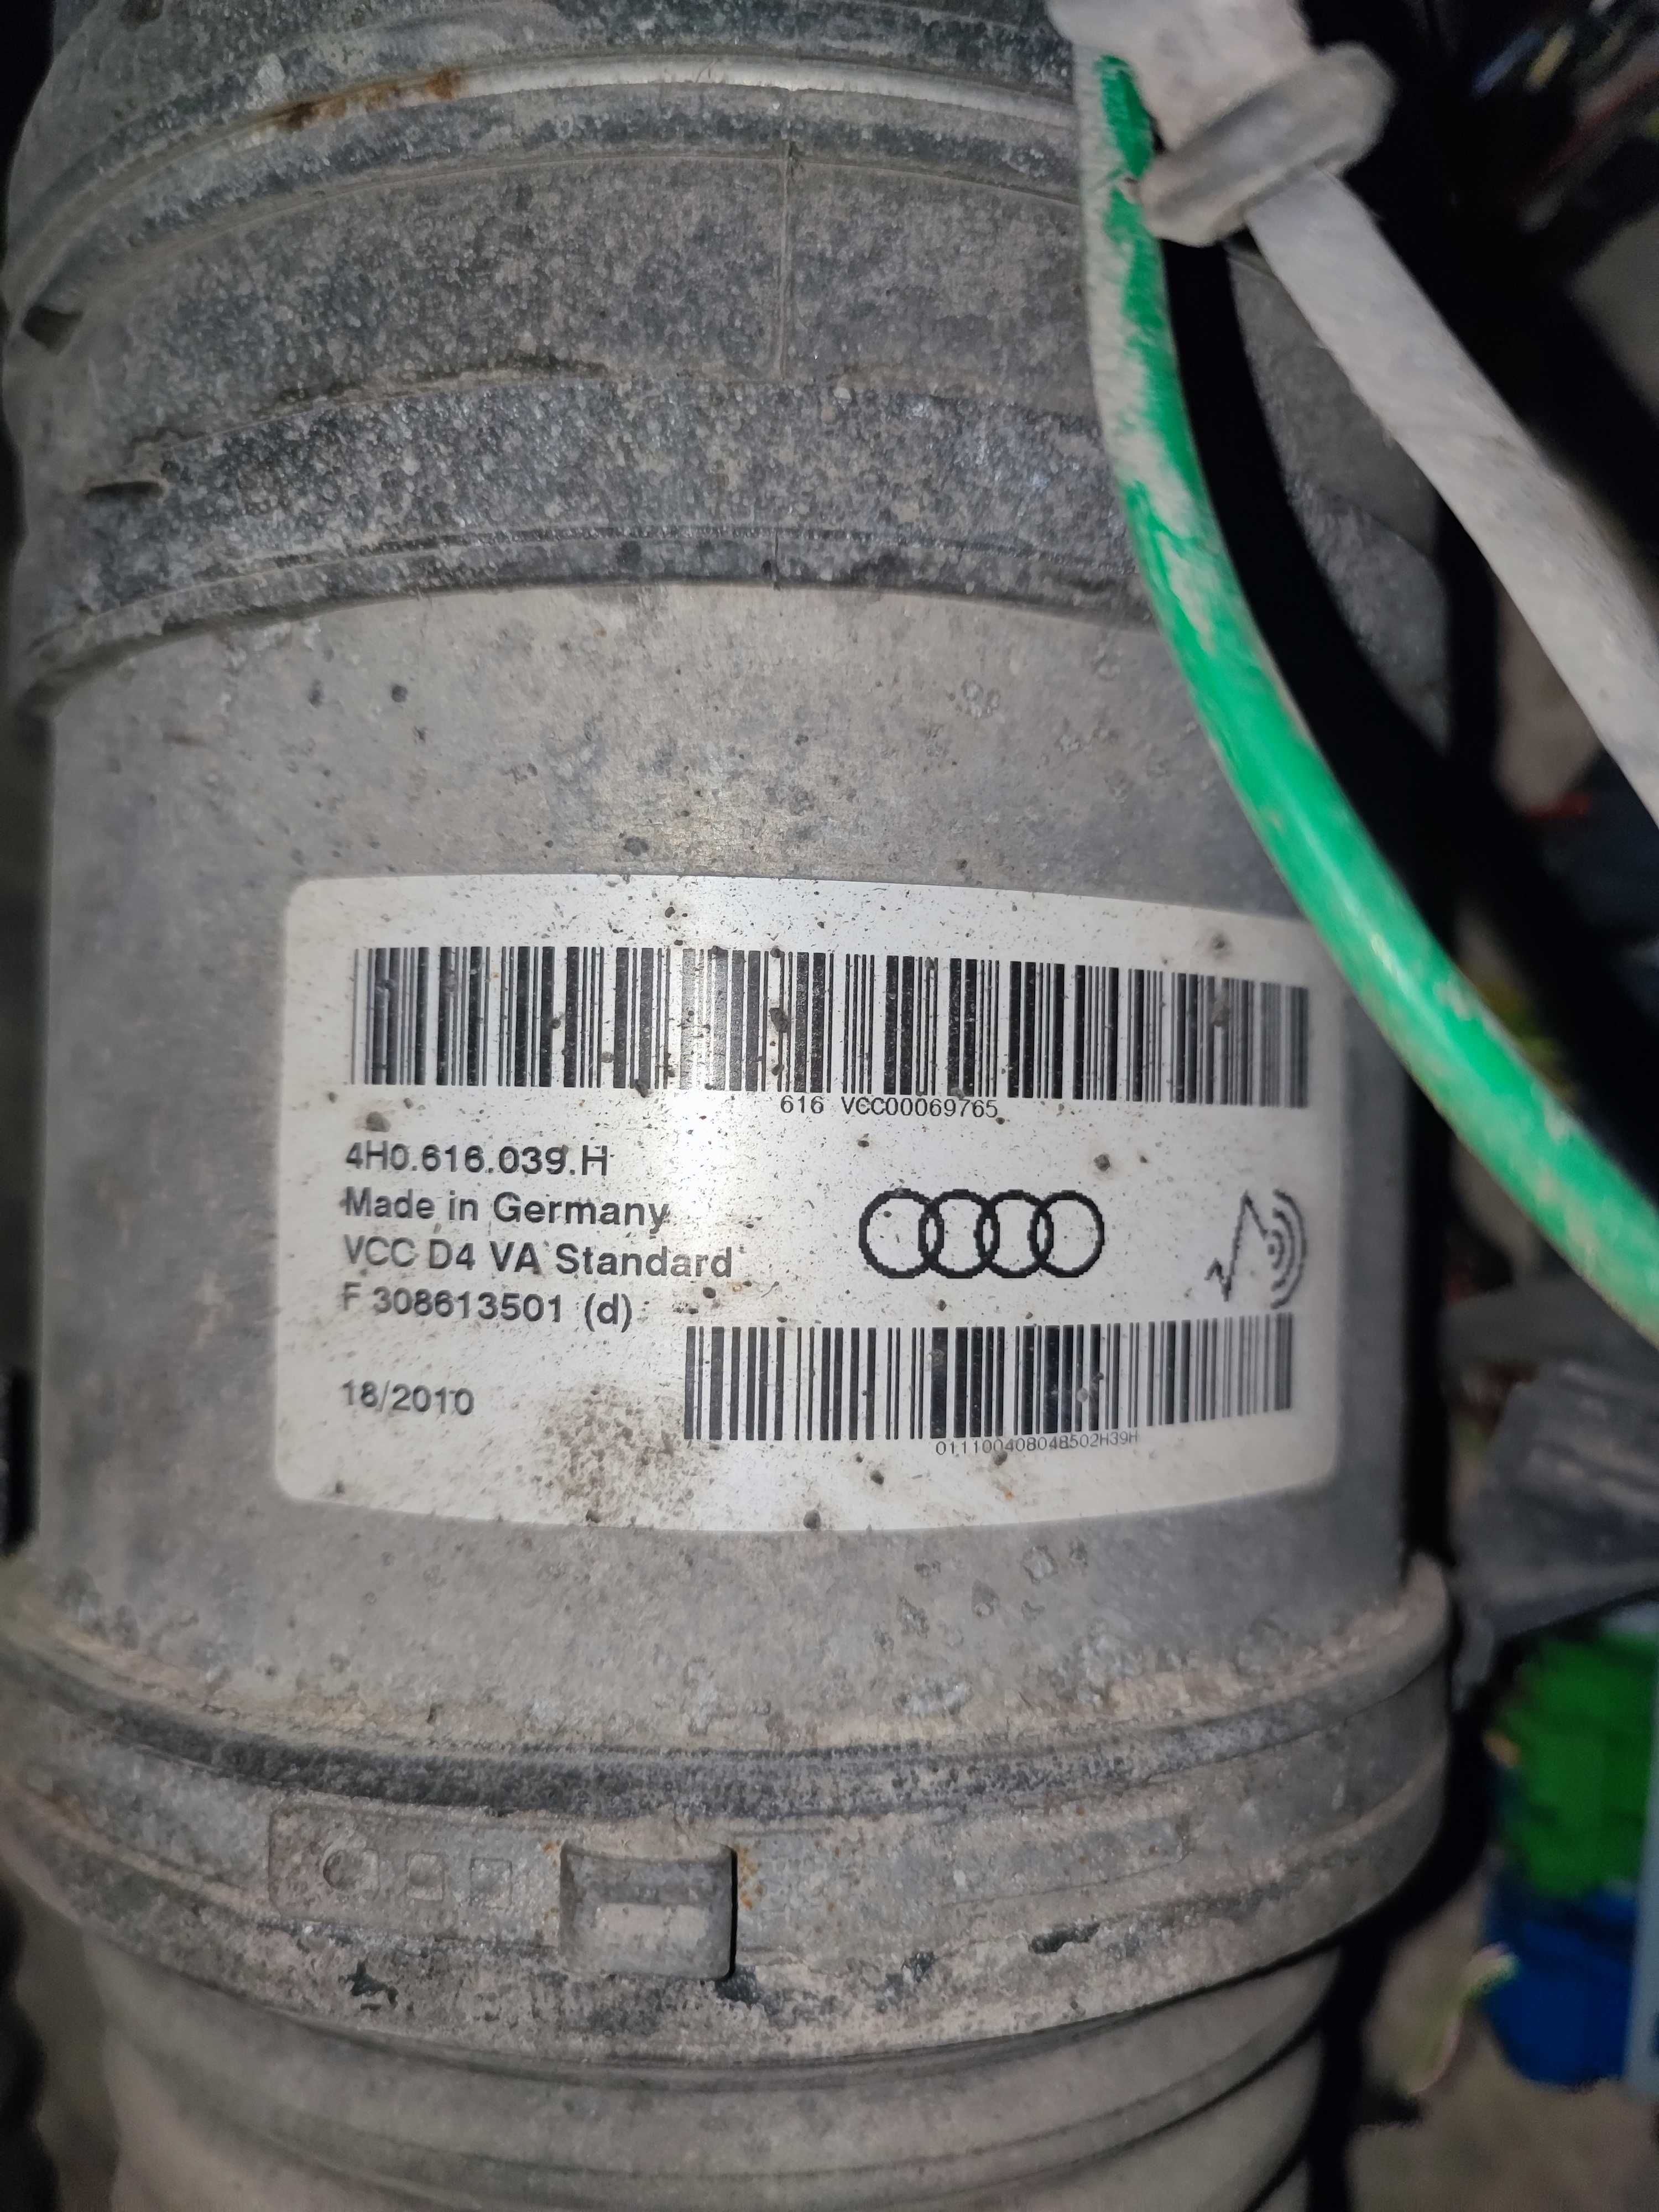 616 VCC00069765
4H0.616.039.H
Made in Germany
VCC D4 VA Standard
F 308613501 (d)
18/2010
011100408048502H39H